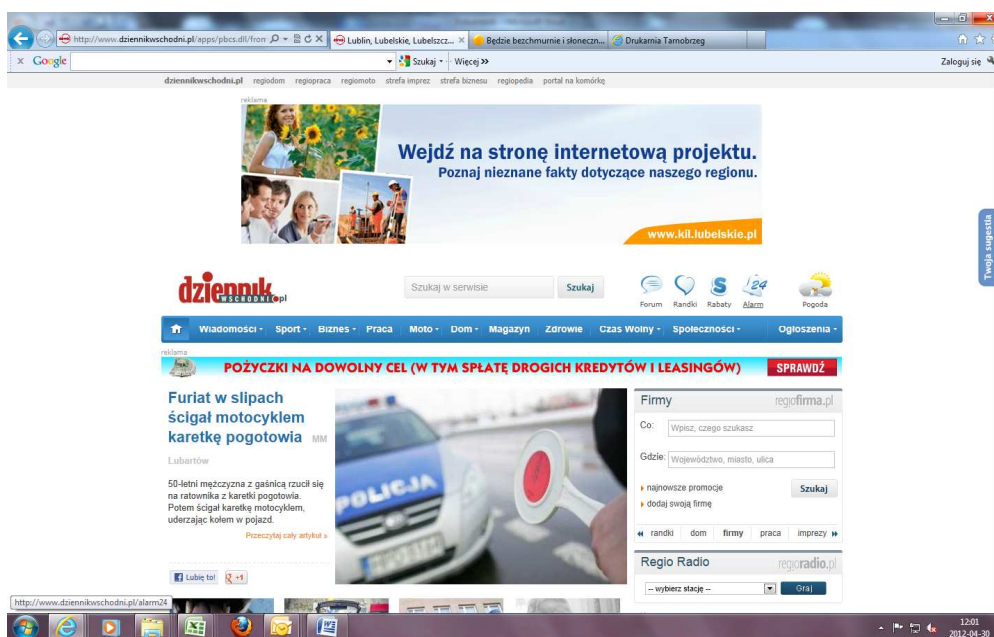 http://www.dziennikwschodni.pl/apps/pbcs.dll/fron
Lublin, Lubelskie, Lubelszcz...
Będzie bezchmurnie i słoneczn...
Drukarnia Tarnobrzeg
x Google
Szukaj
Więcej >>
Zaloguj się
dziennikwschodni.pl regiodom regiopraca regiomoto strefa imprez strefa biznesu regiopedia portal na komórkę
reklama
Wejdź na stronę internetową projektu.
Poznaj nieznane fakty dotyczące naszego regionu.
www.kil.lubelskie.pl
Twoja sugestia
dziennik
WSCHODNI.pl
Szukaj w serwisie
Szukaj
24
Forum Randki Rabaty Alarm Pogoda
Wiadomości Sport Biznes Praca Moto Dom Magazyn Zdrowie Czas Wolny Społeczności Ogłoszenia
reklama
POŻYCZKI NA DOWOLNY CEL (W TYM SPŁATĘ DROGICH KREDYTÓW I LEASINGÓW)
SPRAWDŹ
Furiat w slipach
ścigał motocyklem
karetkę pogotowia MM
Lubartów
50-letni mężczyzna z gaśnicą rzucił się
na ratownika z karetki pogotowia.
Potem ścigał karetkę motocyklem,
uderzając kołem w pojazd.
Przeczytaj cały artykuł »
Lubię to!
+1
POLICJA
Firmy
regiofirma.pl
Co:
Wpisz, czego szukasz
Gdzie:
Województwo, miasto, ulica
najnowsze promocje
dodaj swoją firmę
Szukaj
randki dom firmy praca imprezy
Regio Radio
regioradio.pl
-- wybierz stację --
Graj
http://www.dziennikwschodni.pl/alarm24
12:01
2012-04-30